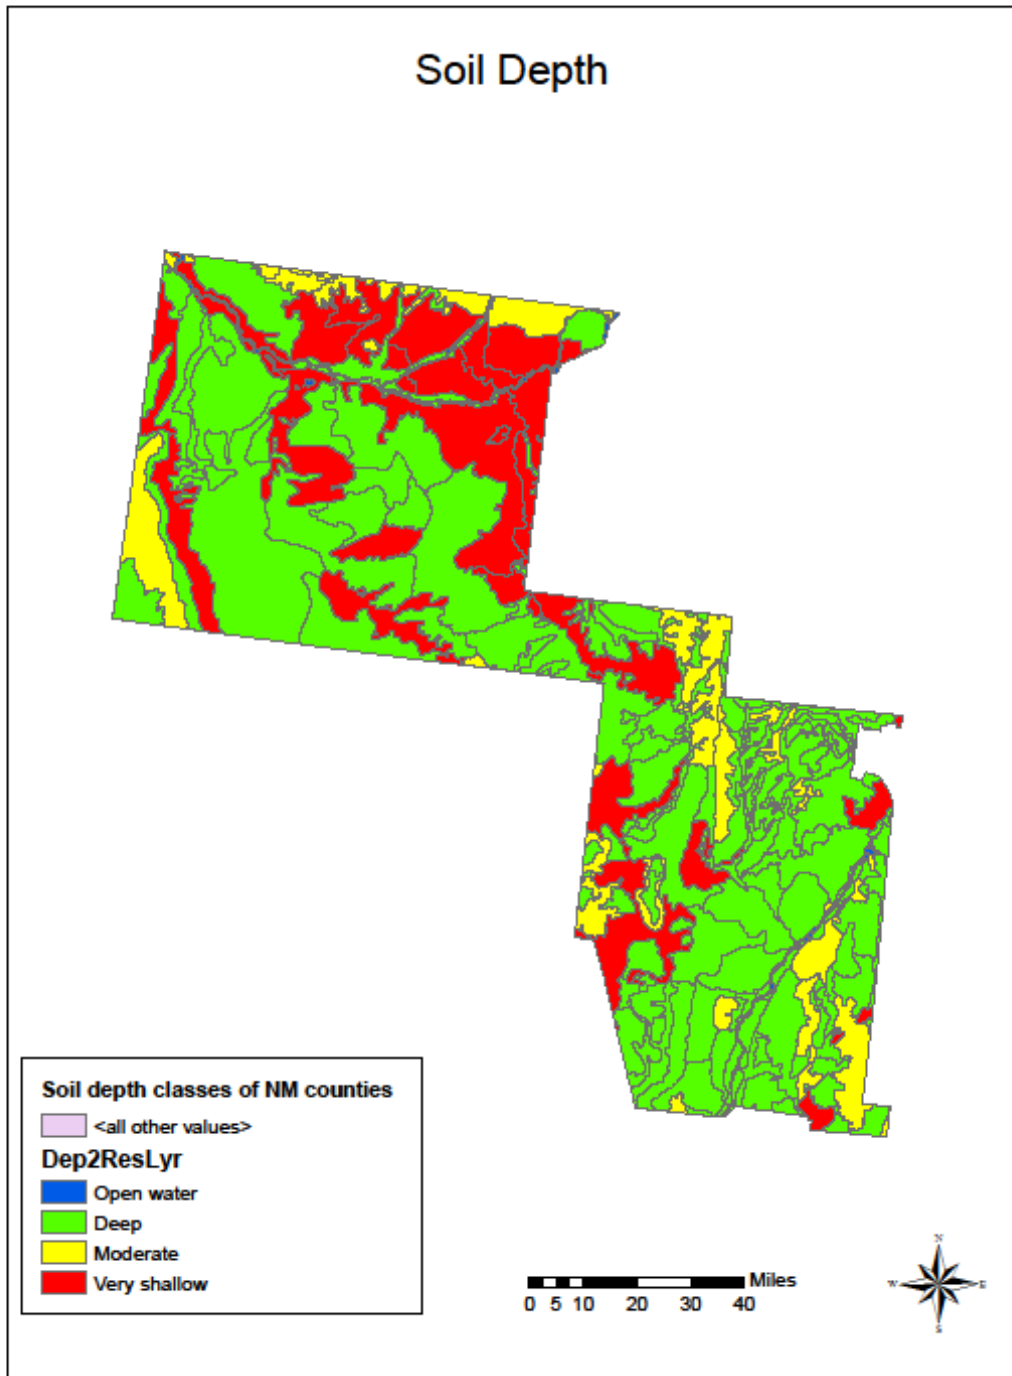 Soil Depth
Soil depth classes of NM counties
<all other values>
Dep2ResLyr
Open water
Deep
Moderate
Very shallow
Miles
0 5 10 20 30 40
N
W E
S